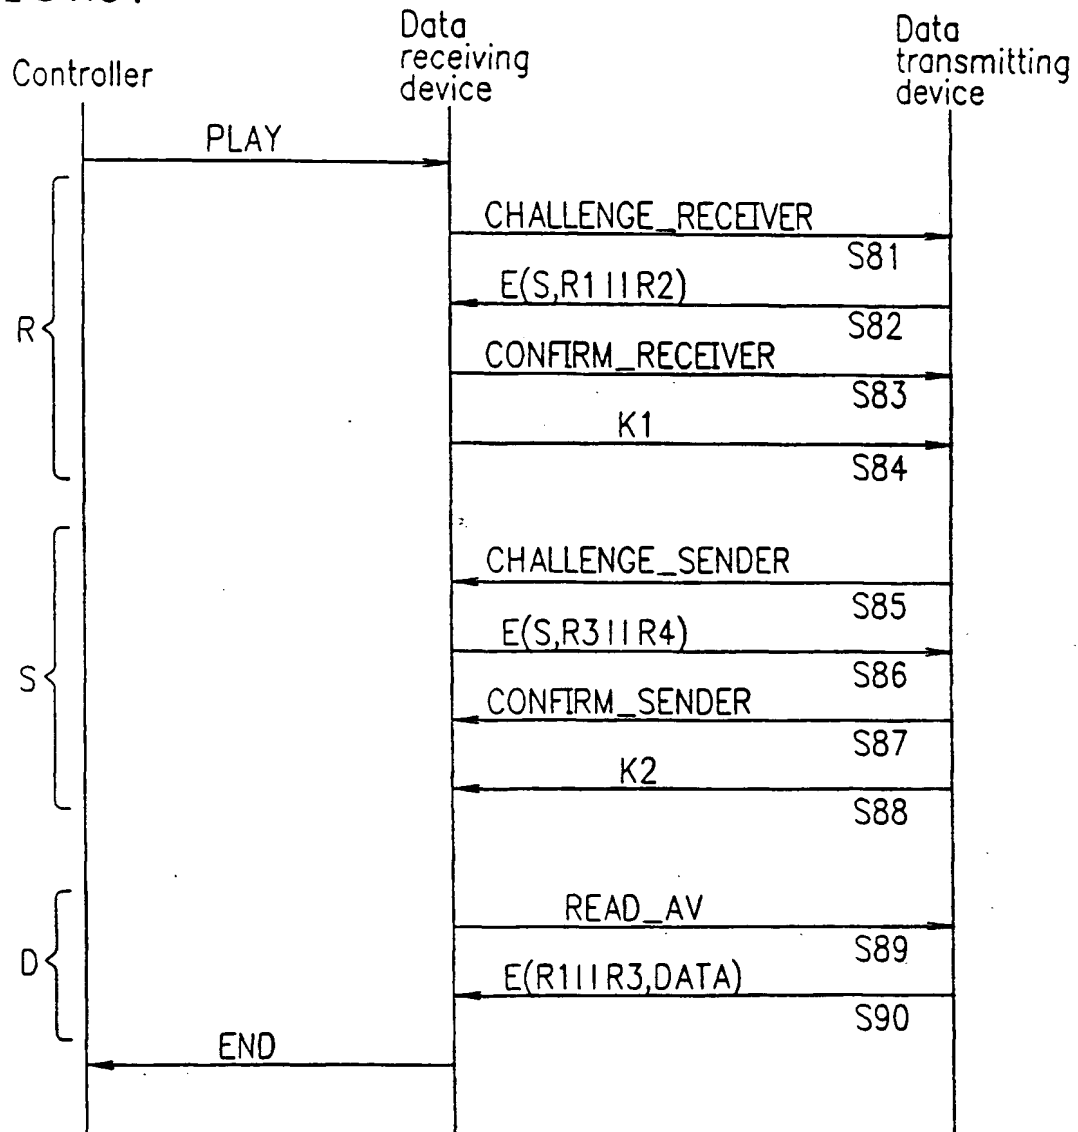 Controller
Data
receiving
device
Data
transmitting
device
PLAY
CHALLENGE_RECEIVER
S81
E(S,R1||R2)
S82
R
CONFIRM_RECEIVER
S83
K1
S84
CHALLENGE_SENDER
S85
E(S,R3||R4)
S86
S
CONFIRM_SENDER
S87
K2
S88
READ_AV
S89
D
E(R1||R3,DATA)
S90
END